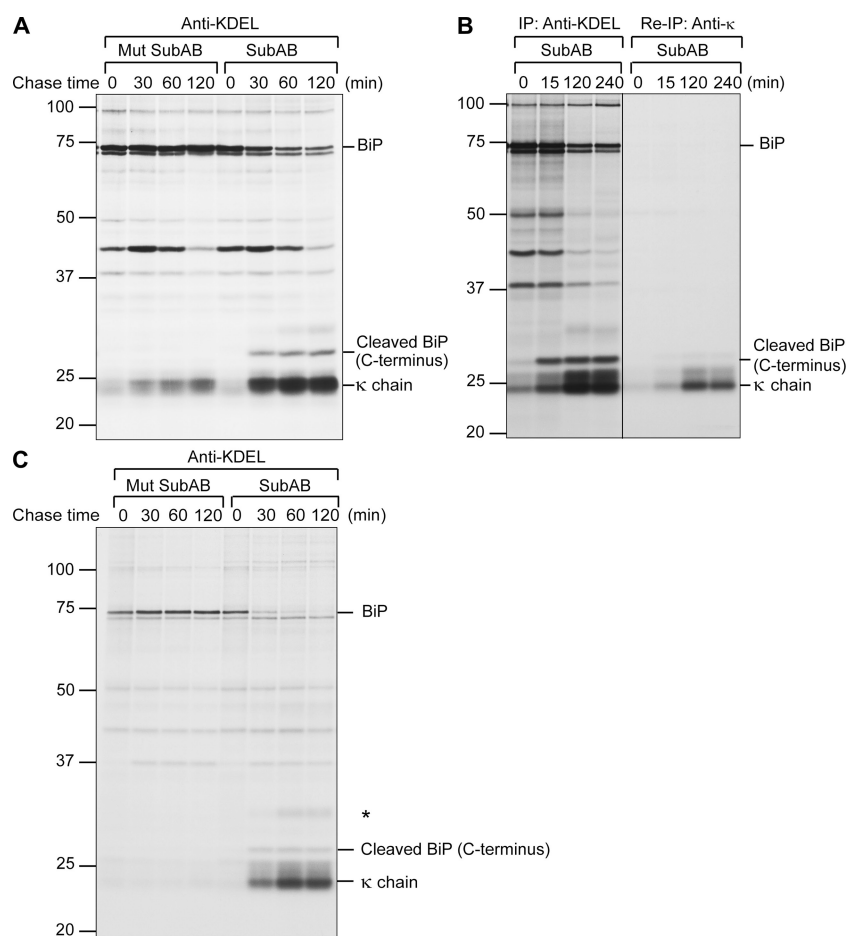 A
Anti-KDEL
Mut SubAB SubAB
Chase time 0 30 60 120 0 30 60 120 (min)
100
75
BiP
50
37
Cleaved BiP
(C-terminus)
25
κ chain
20
B
IP: Anti-KDEL Re-IP: Anti-κ
SubAB SubAB
0 15 120 240 0 15 120 240 (min)
100
75
BiP
50
37
Cleaved BiP
(C-terminus)
25
κ chain
20
C
Anti-KDEL
Mut SubAB SubAB
Chase time 0 30 60 120 0 30 60 120 (min)
100
75
BiP
50
37
*
Cleaved BiP (C-terminus)
25
κ chain
20